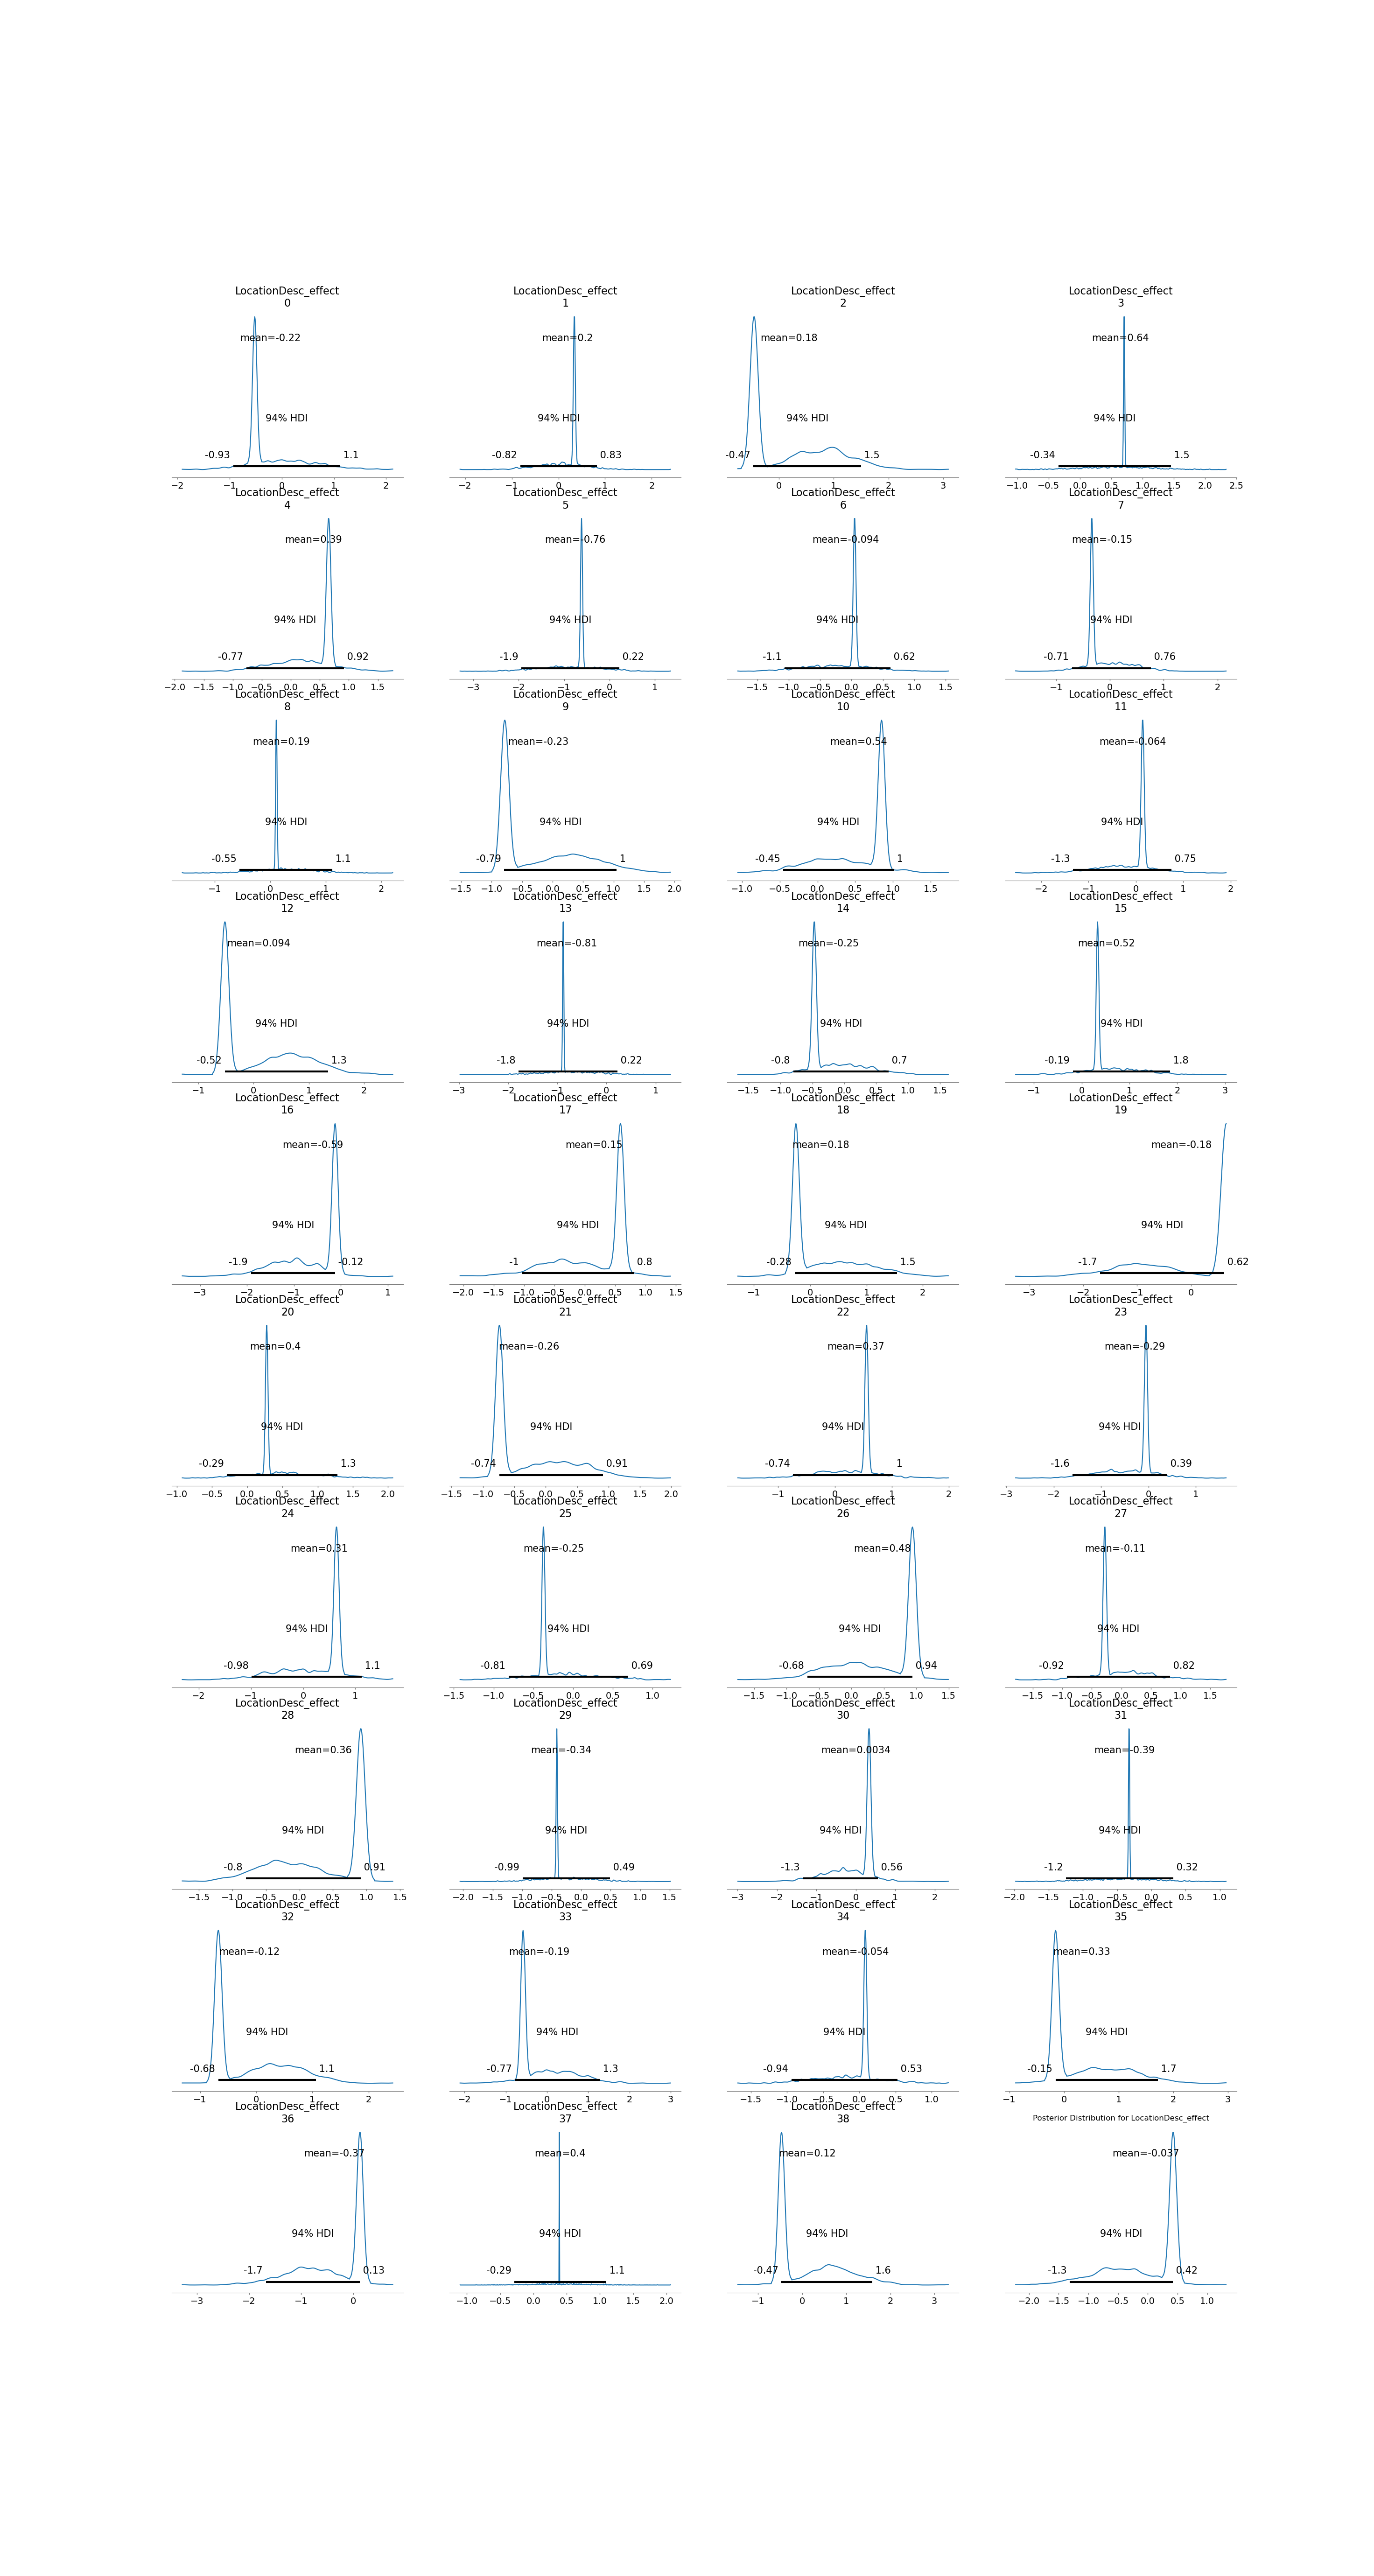 LocationDesc_effect
0
mean=-0.22
94% HDI
-0.93 1.1
−2 −1 0 1 2
LocationDesc_effect
1
mean=0.2
94% HDI
-0.82 0.83
−2 −1 0 1 2
LocationDesc_effect
2
mean=0.18
94% HDI
-0.47 1.5
0 1 2 3
LocationDesc_effect
3
mean=0.64
94% HDI
-0.34 1.5
−1.0 −0.5 0.0 0.5 1.0 1.5 2.0 2.5
LocationDesc_effect
4
mean=0.39
94% HDI
-0.77 0.92
−2.0 −1.5 −1.0 −0.5 0.0 0.5 1.0 1.5
LocationDesc_effect
5
mean=-0.76
94% HDI
-1.9 0.22
−3 −2 −1 0 1
LocationDesc_effect
6
mean=-0.094
94% HDI
-1.1 0.62
−1.5 −1.0 −0.5 0.0 0.5 1.0 1.5
LocationDesc_effect
7
mean=-0.15
94% HDI
-0.71 0.76
−1 0 1 2
LocationDesc_effect
8
mean=0.19
94% HDI
-0.55 1.1
−1 0 1 2
LocationDesc_effect
9
mean=-0.23
94% HDI
-0.79 1
−1.5 −1.0 −0.5 0.0 0.5 1.0 1.5 2.0
LocationDesc_effect
10
mean=0.54
94% HDI
-0.45 1
−1.0 −0.5 0.0 0.5 1.0 1.5
LocationDesc_effect
11
mean=-0.064
94% HDI
-1.3 0.75
−2 −1 0 1 2
LocationDesc_effect
12
mean=0.094
94% HDI
-0.52 1.3
−1 0 1 2
LocationDesc_effect
13
mean=-0.81
94% HDI
-1.8 0.22
−3 −2 −1 0 1
LocationDesc_effect
14
mean=-0.25
94% HDI
-0.8 0.7
−1.5 −1.0 −0.5 0.0 0.5 1.0 1.5
LocationDesc_effect
15
mean=0.52
94% HDI
-0.19 1.8
−1 0 1 2 3
LocationDesc_effect
16
mean=-0.59
94% HDI
-1.9 -0.12
−3 −2 −1 0 1
LocationDesc_effect
17
mean=0.15
94% HDI
-1 0.8
−2.0 −1.5 −1.0 −0.5 0.0 0.5 1.0 1.5
LocationDesc_effect
18
mean=0.18
94% HDI
-0.28 1.5
−1 0 1 2
LocationDesc_effect
19
mean=-0.18
94% HDI
-1.7 0.62
−3 −2 −1 0
LocationDesc_effect
20
mean=0.4
94% HDI
-0.29 1.3
−1.0 −0.5 0.0 0.5 1.0 1.5 2.0
LocationDesc_effect
21
mean=-0.26
94% HDI
-0.74 0.91
−1.5 −1.0 −0.5 0.0 0.5 1.0 1.5 2.0
LocationDesc_effect
22
mean=0.37
94% HDI
-0.74 1
−1 0 1 2
LocationDesc_effect
23
mean=-0.29
94% HDI
-1.6 0.39
−3 −2 −1 0 1
LocationDesc_effect
24
mean=0.31
94% HDI
-0.98 1.1
−2 −1 0 1
LocationDesc_effect
25
mean=-0.25
94% HDI
-0.81 0.69
−1.5 −1.0 −0.5 0.0 0.5 1.0
LocationDesc_effect
26
mean=0.48
94% HDI
-0.68 0.94
−1.5 −1.0 −0.5 0.0 0.5 1.0 1.5
LocationDesc_effect
27
mean=-0.11
94% HDI
-0.92 0.82
−1.5 −1.0 −0.5 0.0 0.5 1.0 1.5
LocationDesc_effect
28
mean=0.36
94% HDI
-0.8 0.91
−1.5 −1.0 −0.5 0.0 0.5 1.0 1.5
LocationDesc_effect
29
mean=-0.34
94% HDI
-0.99 0.49
−2.0 −1.5 −1.0 −0.5 0.0 0.5 1.0 1.5
LocationDesc_effect
30
mean=0.0034
94% HDI
-1.3 0.56
−3 −2 −1 0 1 2
LocationDesc_effect
31
mean=-0.39
94% HDI
-1.2 0.32
−2.0 −1.5 −1.0 −0.5 0.0 0.5 1.0
LocationDesc_effect
32
mean=-0.12
94% HDI
-0.68 1.1
−1 0 1 2
LocationDesc_effect
33
mean=-0.19
94% HDI
-0.77 1.3
−2 −1 0 1 2 3
LocationDesc_effect
34
mean=-0.054
94% HDI
-0.94 0.53
−1.5 −1.0 −0.5 0.0 0.5 1.0
LocationDesc_effect
35
mean=0.33
94% HDI
-0.15 1.7
−1 0 1 2 3
LocationDesc_effect
36
mean=-0.37
94% HDI
-1.7 0.13
−3 −2 −1 0
LocationDesc_effect
37
mean=0.4
94% HDI
-0.29 1.1
−1.0 −0.5 0.0 0.5 1.0 1.5 2.0
LocationDesc_effect
38
mean=0.12
94% HDI
-0.47 1.6
−1 0 1 2 3
Posterior Distribution for LocationDesc_effect
mean=-0.037
94% HDI
-1.3 0.42
−2.0 −1.5 −1.0 −0.5 0.0 0.5 1.0